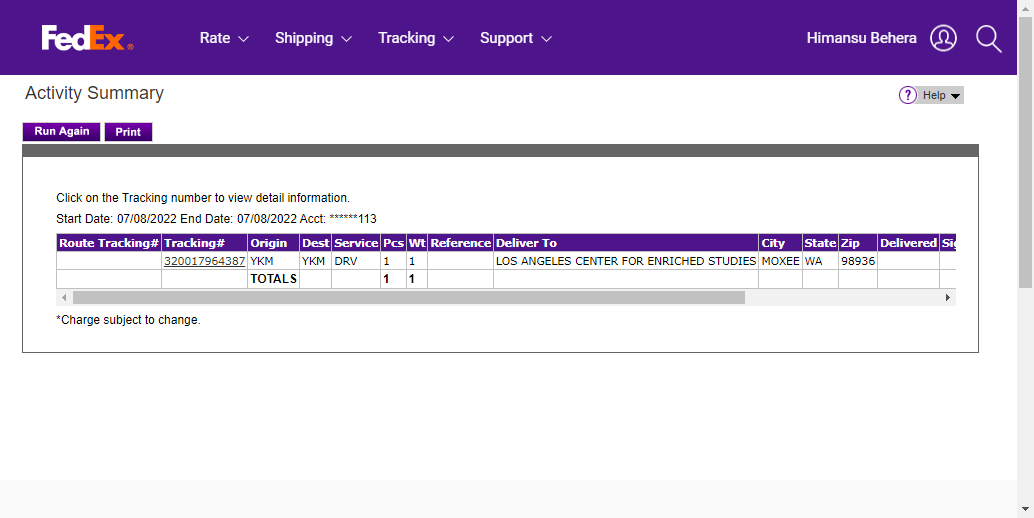 FedEx® Rate Shipping Tracking Support Himansu Behera
Activity Summary
? Help
Run Again Print
Click on the Tracking number to view detail information.
Start Date: 07/08/2022 End Date: 07/08/2022 Acct: ******113
Route Tracking# Tracking# Origin Dest Service Pcs Wt Reference Deliver To City State Zip Delivered
320017964387 YKM YKM DRV 1 1 LOS ANGELES CENTER FOR ENRICHED STUDIES MOXEE WA 98936
TOTALS 1 1
*Charge subject to change.